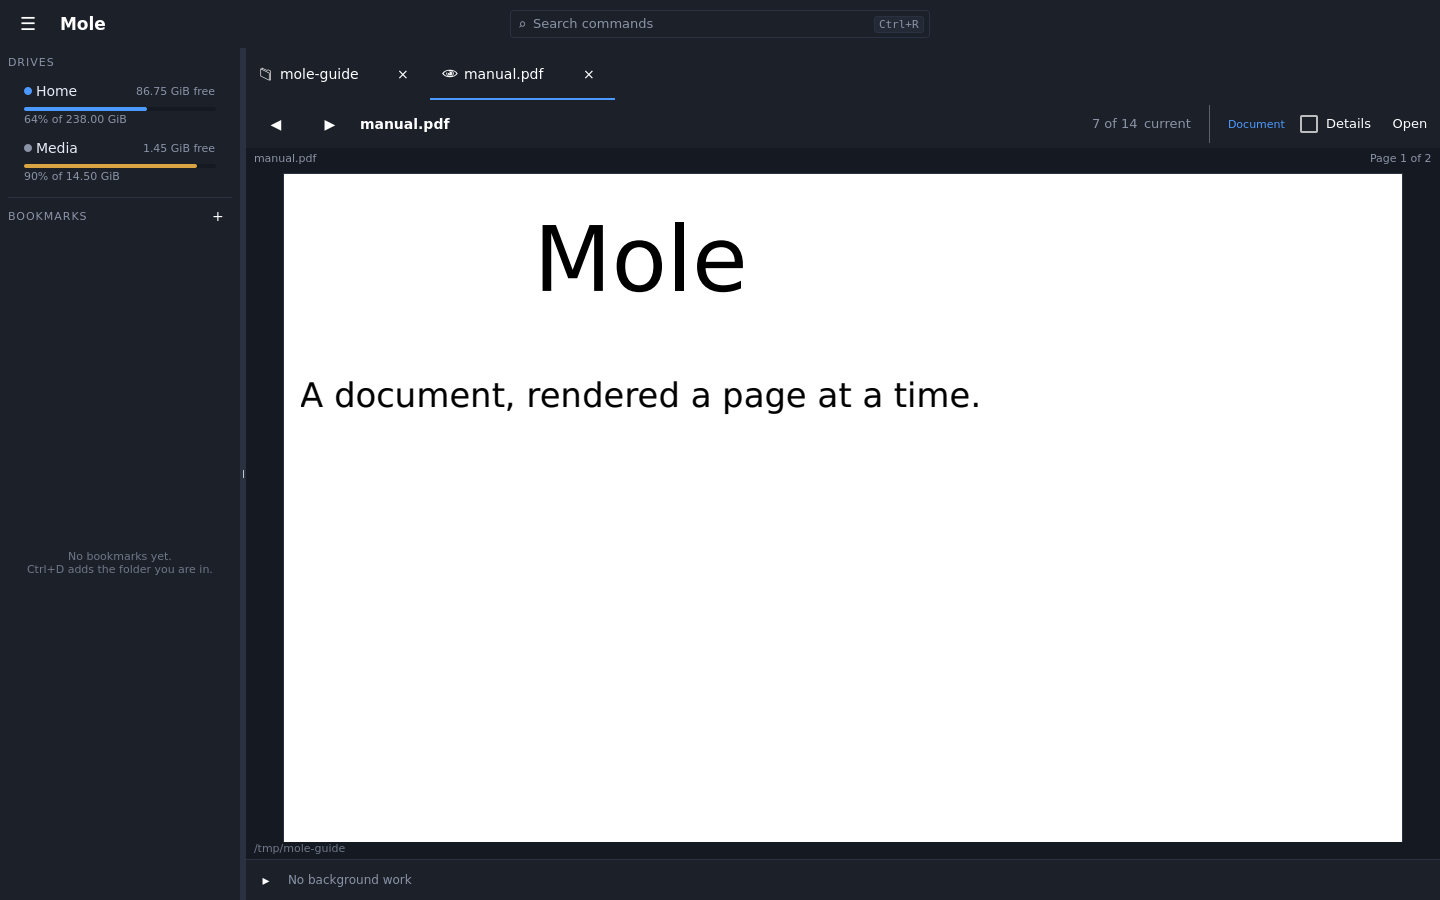 ☰ Mole
Search commands Ctrl+R
DRIVES
Home 86.75 GiB free
64% of 238.00 GiB
Media 1.45 GiB free
90% of 14.50 GiB
BOOKMARKS +
No bookmarks yet.
Ctrl+D adds the folder you are in.
mole-guide × manual.pdf ×
◀ ▶ manual.pdf 7 of 14 current Document Details Open
manual.pdf Page 1 of 2
Mole
A document, rendered a page at a time.
/tmp/mole-guide
▶ No background work